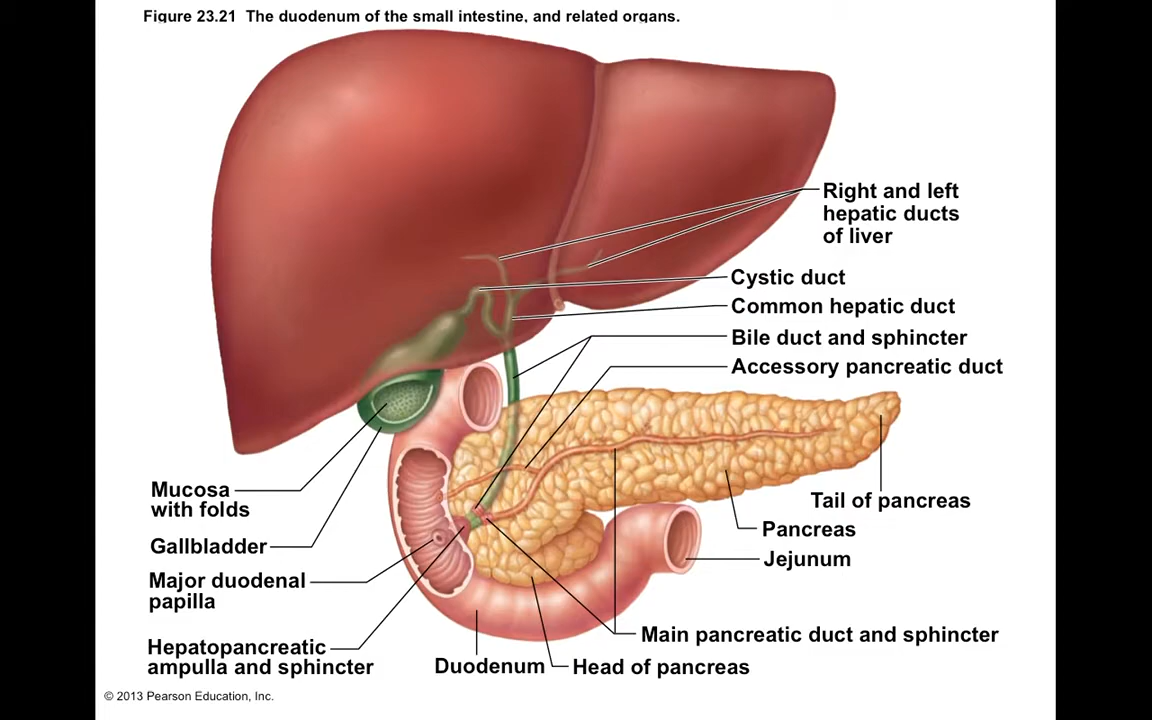 Figure 23.21 The duodenum of the small intestine, and related organs.
Right and left
hepatic ducts
of liver
Cystic duct
Common hepatic duct
Bile duct and sphincter
Accessory pancreatic duct
Mucosa
with folds
Tail of pancreas
Pancreas
Gallbladder
Jejunum
Major duodenal
papilla
Main pancreatic duct and sphincter
Hepatopancreatic
ampulla and sphincter
Duodenum
Head of pancreas
© 2013 Pearson Education, Inc.